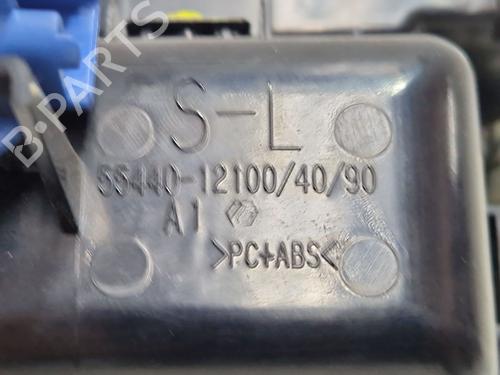 S-L
55440-12100/40/90
A1
>PC+ABS<
B-PARTS